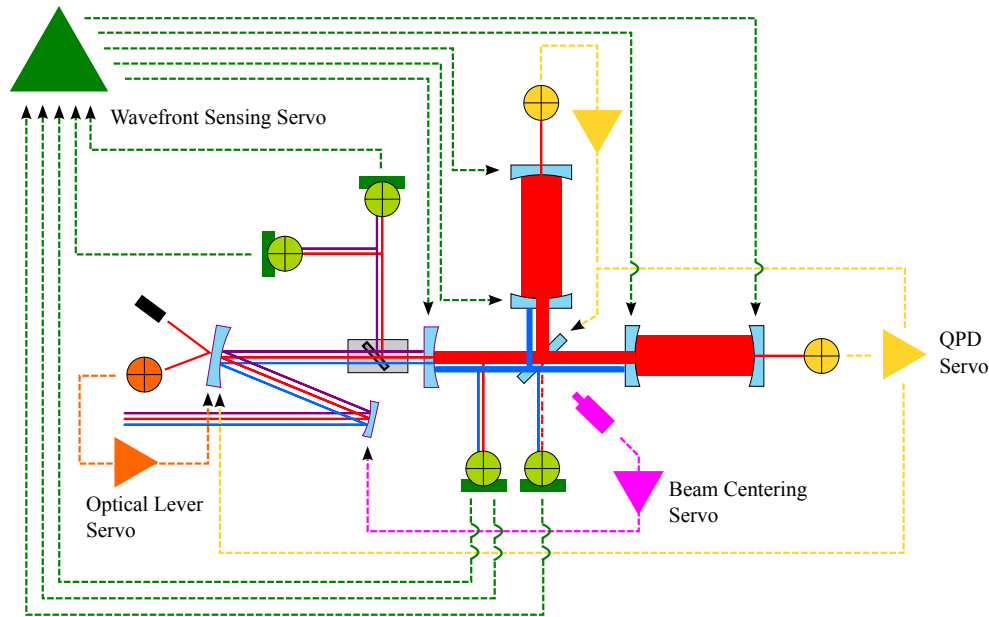 Wavefront Sensing Servo
QPD
Servo
Optical Lever
Servo
Beam Centering
Servo